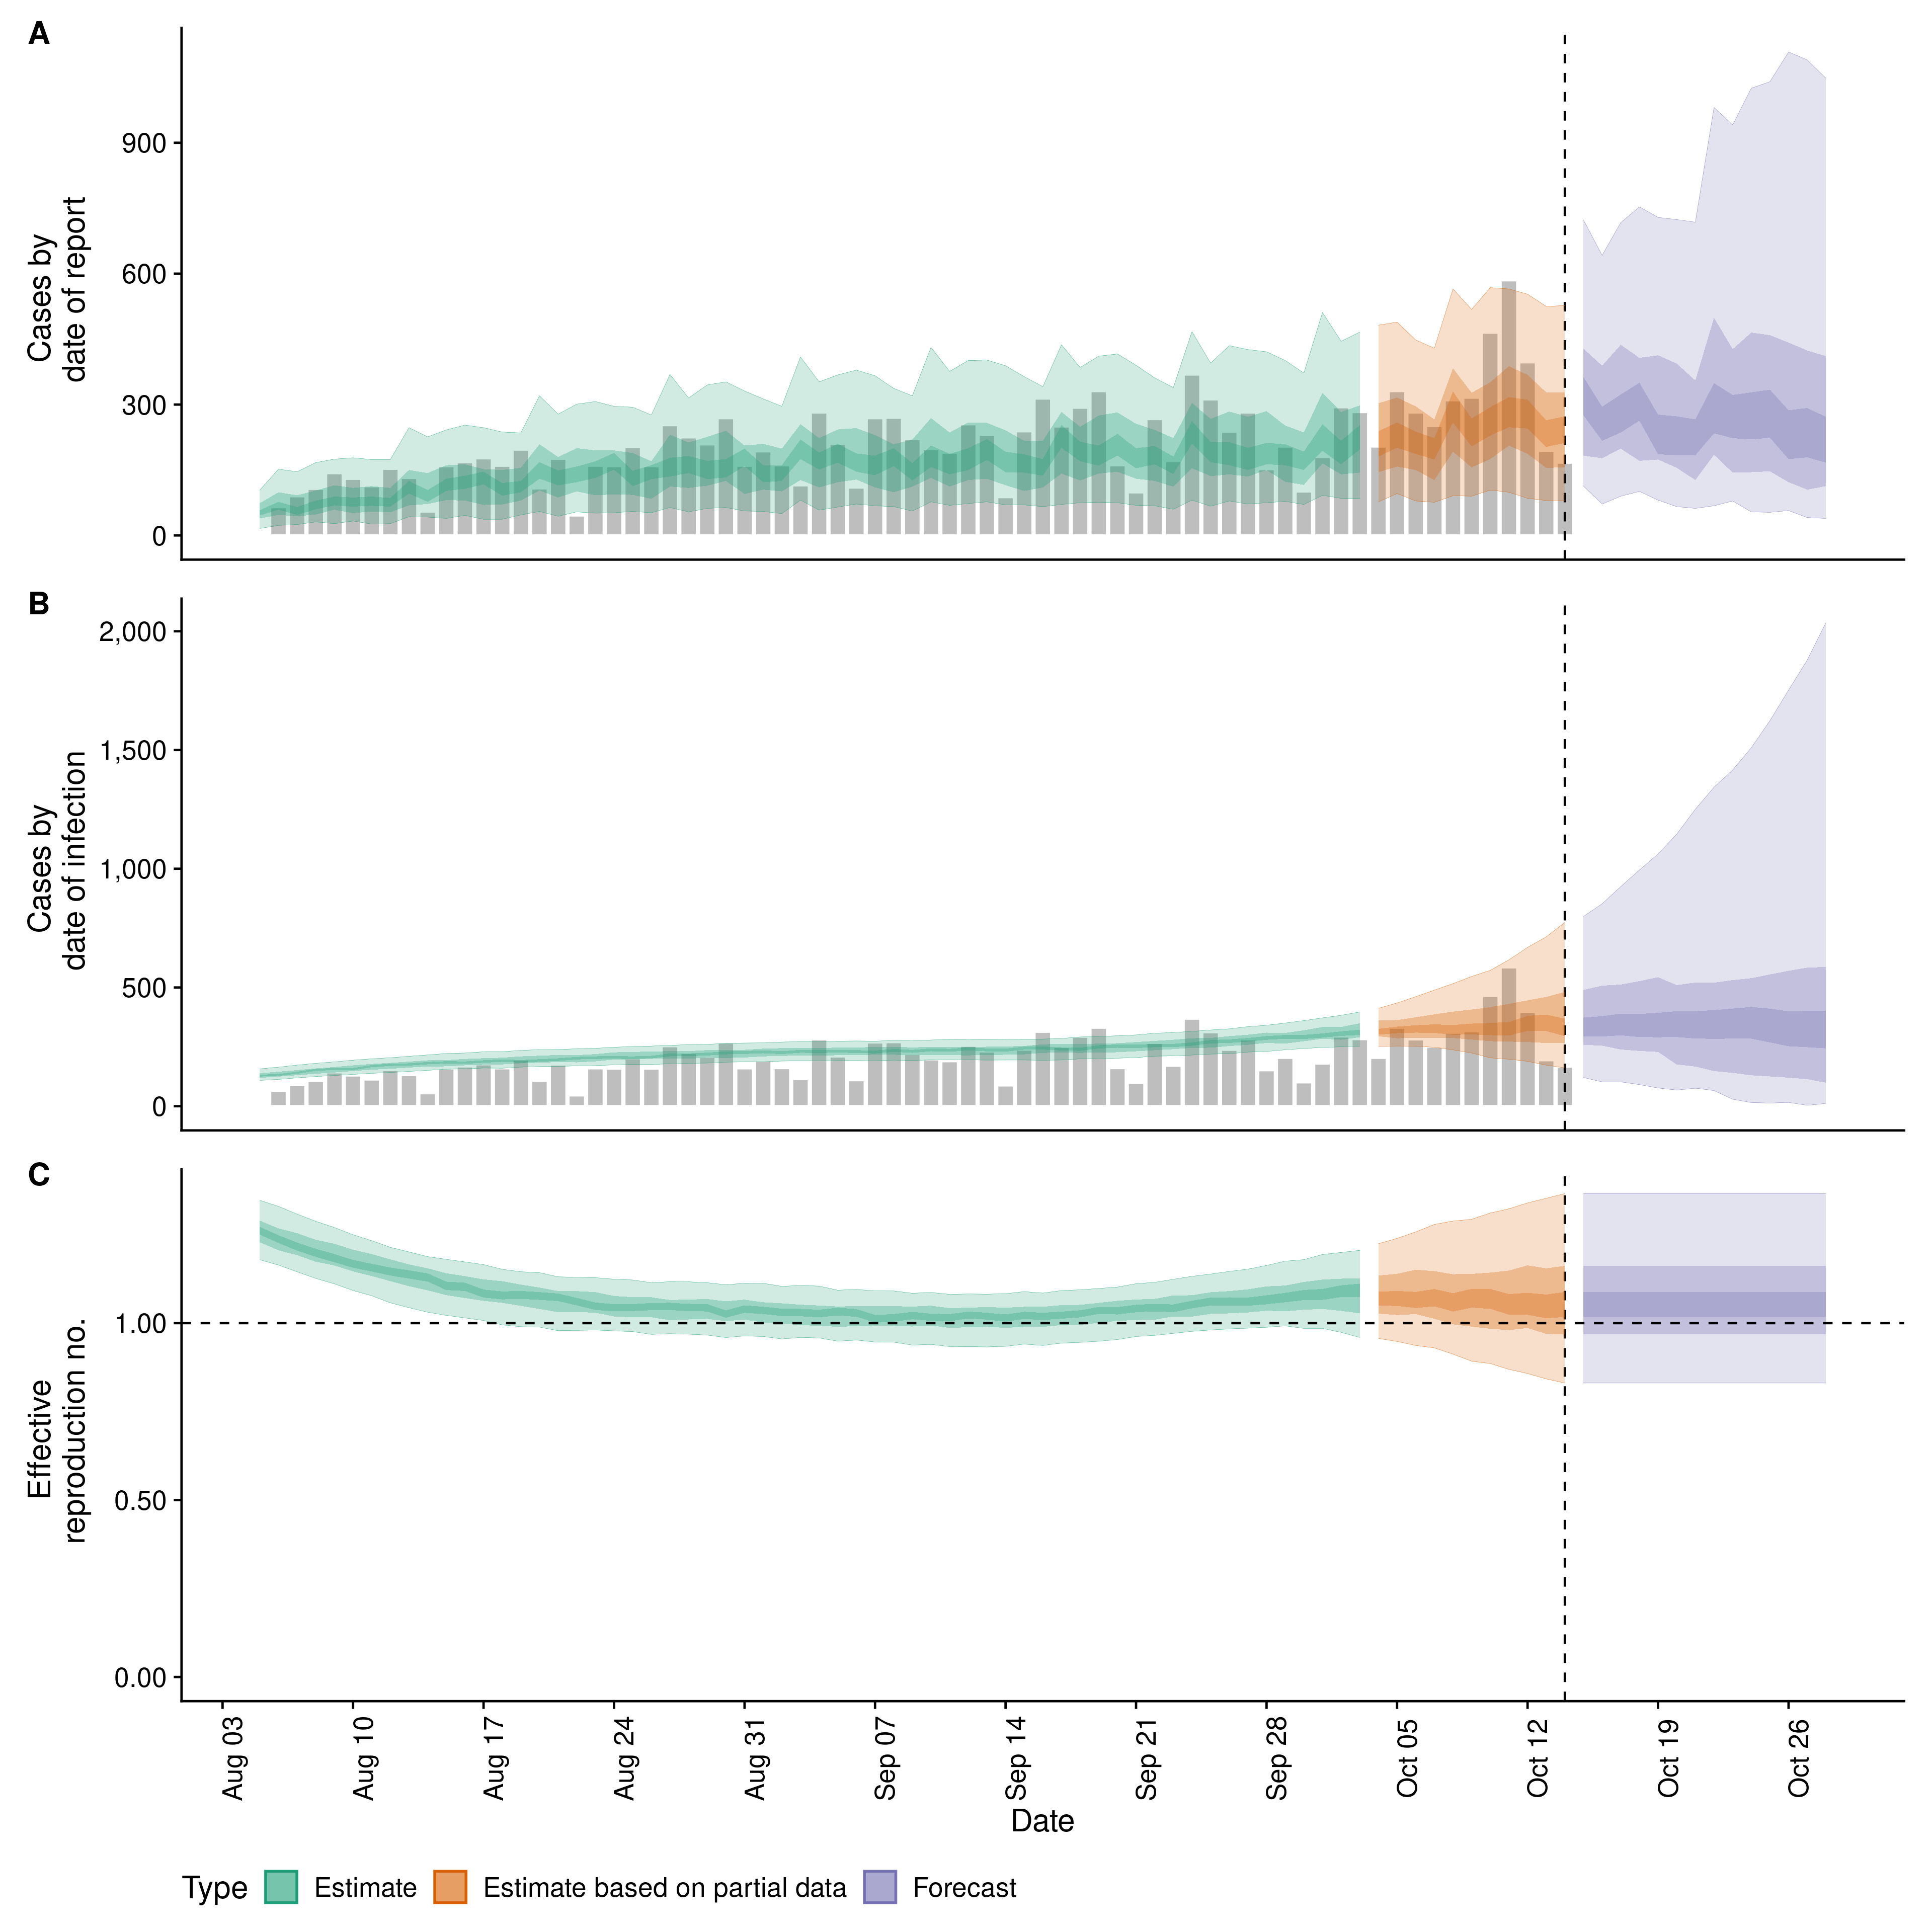 A
Cases by
date of report
900
600
300
0
B
Cases by
date of infection
2,000
1,500
1,000
500
0
C
Effective
reproduction no.
1.00
0.50
0.00
Aug 03
Aug 10
Aug 17
Aug 24
Aug 31
Sep 07
Sep 14
Sep 21
Sep 28
Oct 05
Oct 12
Oct 19
Oct 26
Date
Type Estimate Estimate based on partial data Forecast